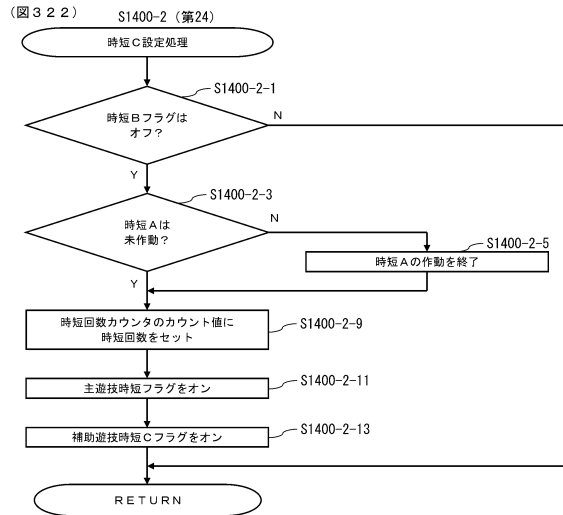 (図３２２)
S1400-2 (第24)
時短Ｃ設定処理
S1400-2-1
時短Ｂフラグは
オフ？
N
Y
S1400-2-3
時短Ａは
未作動？
N
S1400-2-5
時短Ａの作動を終了
Y
時短回数カウンタのカウント値に
時短回数をセット
S1400-2-9
主遊技時短フラグをオン
S1400-2-11
補助遊技時短Ｃフラグをオン
S1400-2-13
ＲＥＴＵＲＮ